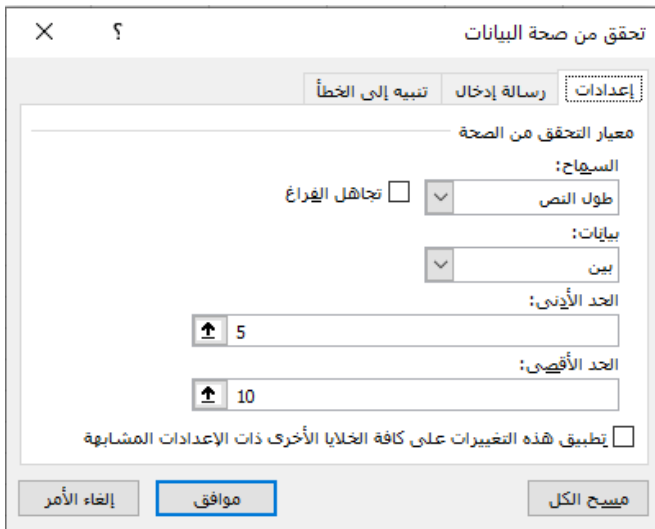 تحقق من صحة البيانات ؟
إعدادات رسالة إدخال تنبيه إلى الخطأ
معيار التحقق من الصحة
السماح:
طول النص تجاهل الفراغ
بيانات:
بين
الحد الأدنى:
5
الحد الأقصى:
10
تطبيق هذه التغييرات على كافة الخلايا الأخرى ذات الإعدادات المشابهة
مسح الكل موافق إلغاء الأمر